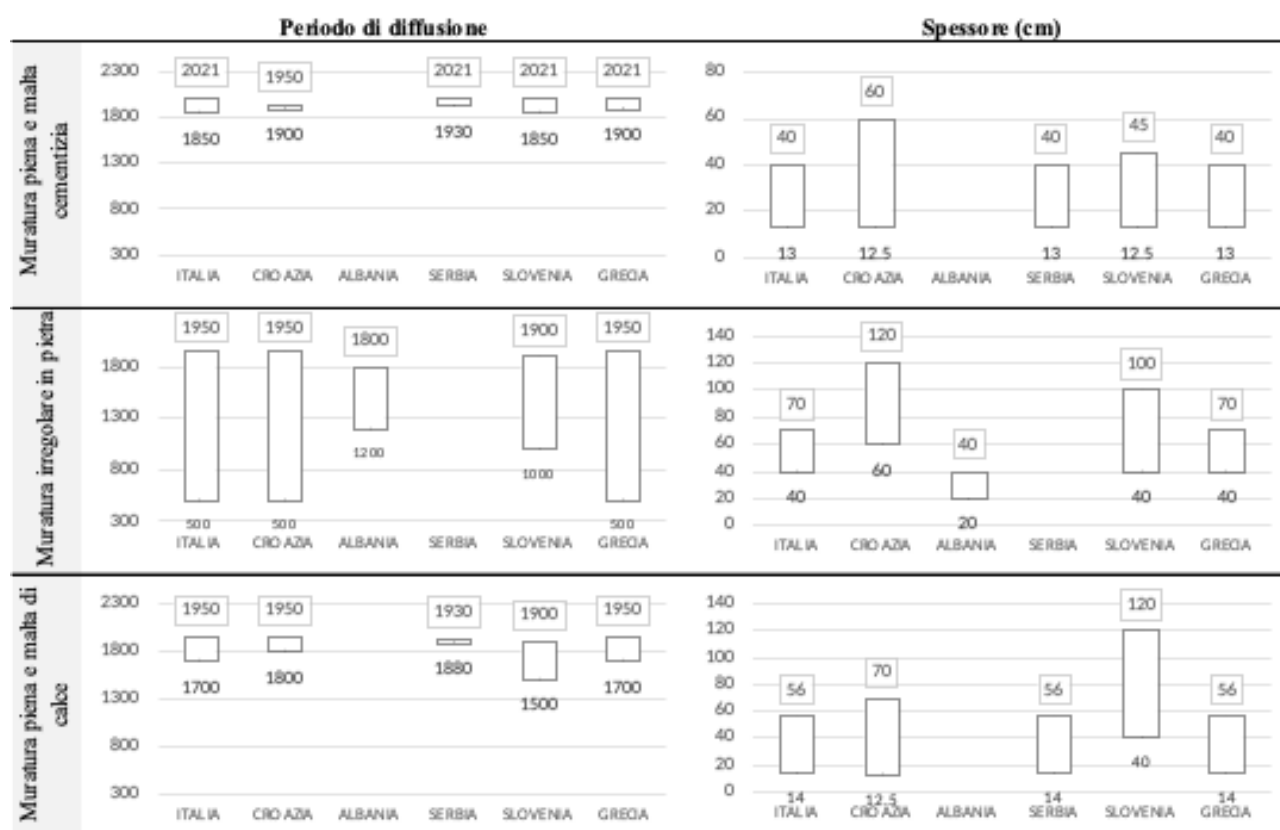 Periodo di diffusione
Spessore (cm)
Muratura piena e malta
cementizia
2300
1800
1300
800
300
2021 1950 2021 2021 2021
1850 1900 1930 1850 1900
ITALIA CROAZIA ALBANIA SERBIA SLOVENIA GRECIA
80
60
40
20
0
40 60 40 45 40
13 12.5 13 12.5 13
ITALIA CROAZIA ALBANIA SERBIA SLOVENIA GRECIA
Muratura irregolare in pietra
1800
1300
800
300
1950 1950 1800 1900 1950
500 500 1200 1000 500
ITALIA CROAZIA ALBANIA SERBIA SLOVENIA GRECIA
140
120
100
80
60
40
20
0
70 120 40 100 70
40 60 20 40 40
ITALIA CROAZIA ALBANIA SERBIA SLOVENIA GRECIA
Muratura piena e malta di
calce
2300
1800
1300
800
300
1950 1950 1930 1900 1950
1700 1800 1880 1500 1700
ITALIA CROAZIA ALBANIA SERBIA SLOVENIA GRECIA
140
120
100
80
60
40
20
0
56 70 56 120 56
14 12.5 14 40 14
ITALIA CROAZIA ALBANIA SERBIA SLOVENIA GRECIA